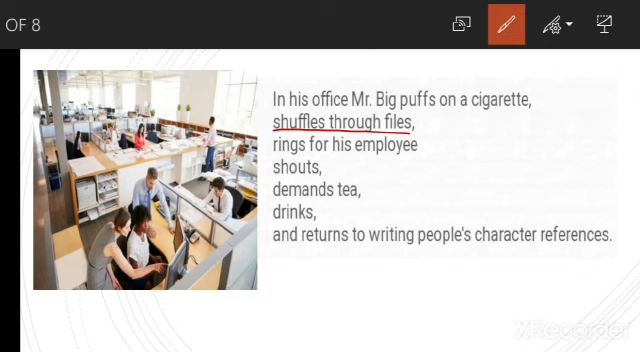 OF 8
In his office Mr. Big puffs on a cigarette,
shuffles through files,
rings for his employee
shouts,
demands tea,
drinks,
and returns to writing people's character references.
XRecorder